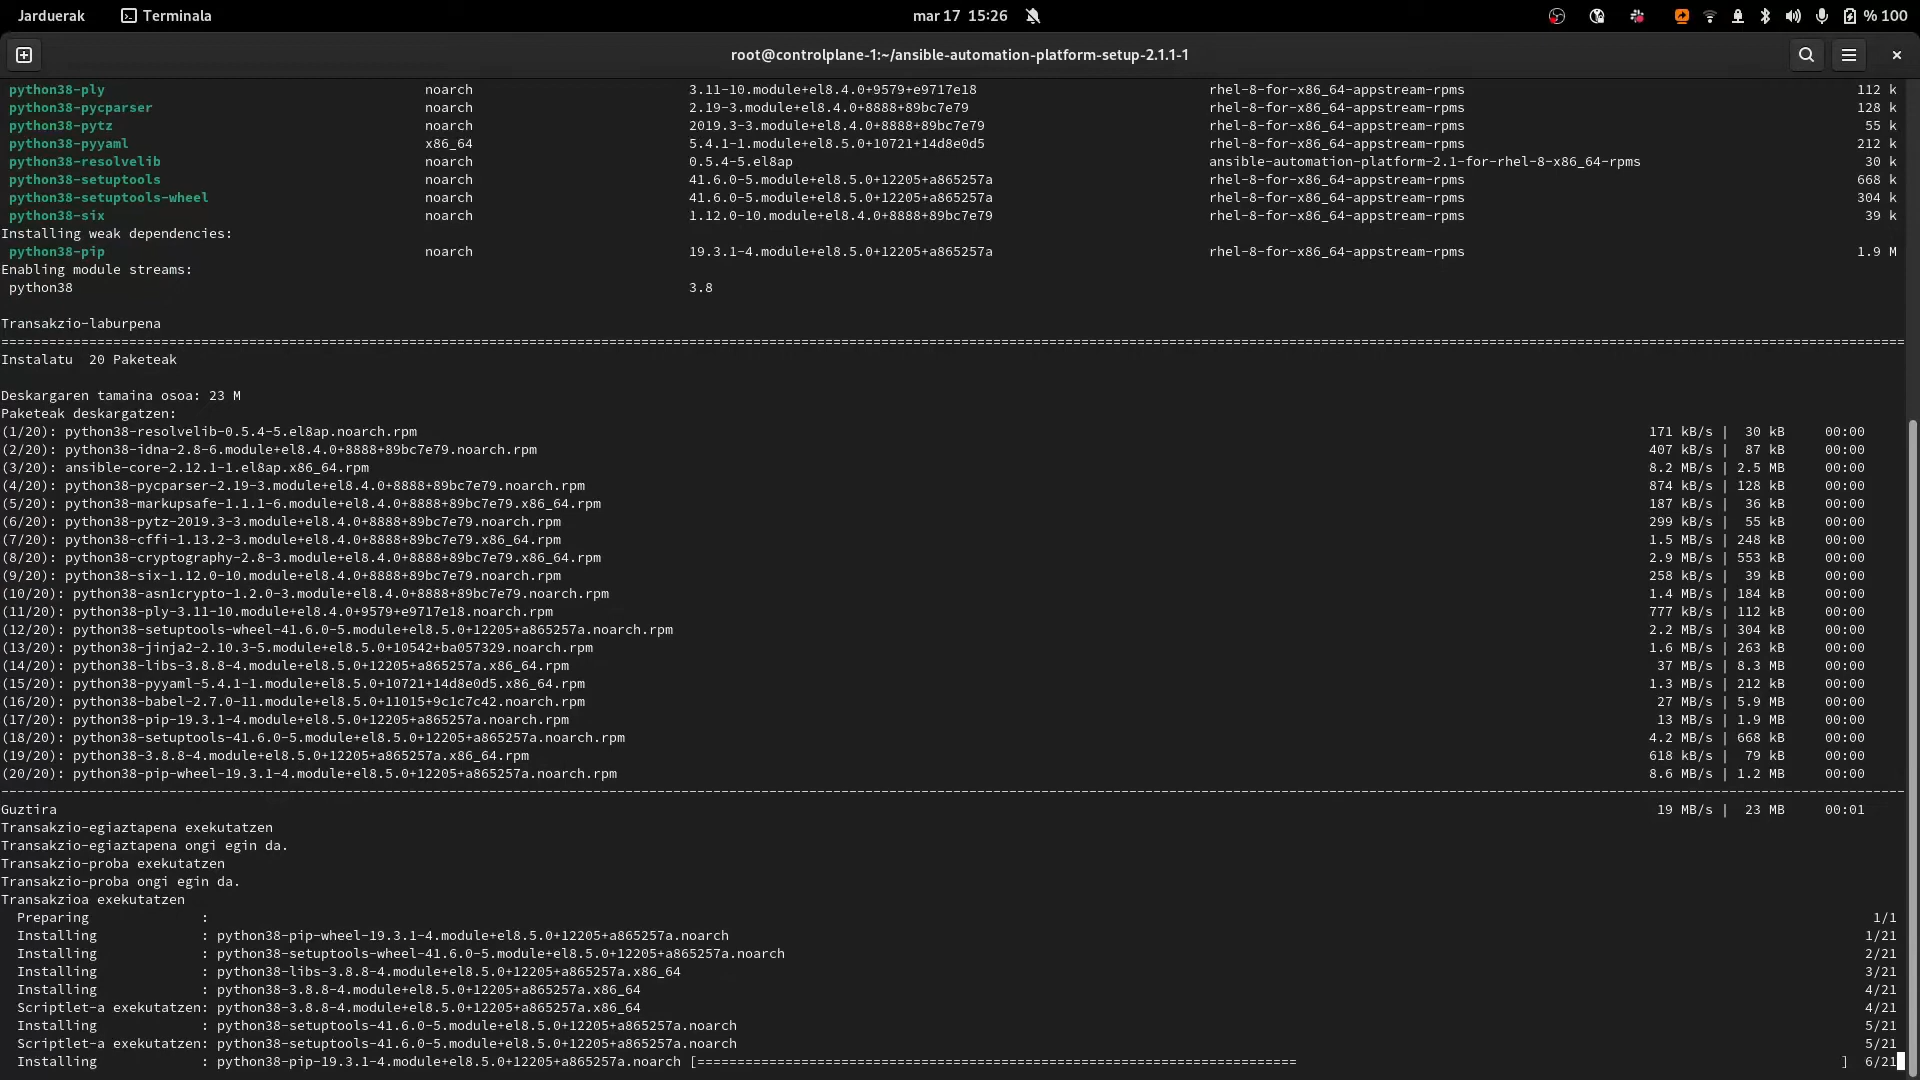 Jarduerak Terminala mar 17 15:26 % 100
root@controlplane-1:~/ansible-automation-platform-setup-2.1.1-1
python38-ply noarch 3.11-10.module+el8.4.0+9579+e9717e18 rhel-8-for-x86_64-appstream-rpms 112 k
python38-pycparser noarch 2.19-3.module+el8.4.0+8888+89bc7e79 rhel-8-for-x86_64-appstream-rpms 128 k
python38-pytz noarch 2019.3-3.module+el8.4.0+8888+89bc7e79 rhel-8-for-x86_64-appstream-rpms 55 k
python38-pyyaml x86_64 5.4.1-1.module+el8.5.0+10721+14d8e0d5 rhel-8-for-x86_64-appstream-rpms 212 k
python38-resolvelib noarch 0.5.4-5.el8ap ansible-automation-platform-2.1-for-rhel-8-x86_64-rpms 30 k
python38-setuptools noarch 41.6.0-5.module+el8.5.0+12205+a865257a rhel-8-for-x86_64-appstream-rpms 668 k
python38-setuptools-wheel noarch 41.6.0-5.module+el8.5.0+12205+a865257a rhel-8-for-x86_64-appstream-rpms 304 k
python38-six noarch 1.12.0-10.module+el8.4.0+8888+89bc7e79 rhel-8-for-x86_64-appstream-rpms 39 k
Installing weak dependencies:
python38-pip noarch 19.3.1-4.module+el8.5.0+12205+a865257a rhel-8-for-x86_64-appstream-rpms 1.9 M
Enabling module streams:
python38 3.8
Transakzio-laburpena
Instalatu 20 Paketeak
Deskargaren tamaina osoa: 23 M
Paketeak deskargatzen:
(1/20): python38-resolvelib-0.5.4-5.el8ap.noarch.rpm 171 kB/s | 30 kB 00:00
(2/20): python38-idna-2.8-6.module+el8.4.0+8888+89bc7e79.noarch.rpm 407 kB/s | 87 kB 00:00
(3/20): ansible-core-2.12.1-1.el8ap.x86_64.rpm 8.2 MB/s | 2.5 MB 00:00
(4/20): python38-pycparser-2.19-3.module+el8.4.0+8888+89bc7e79.noarch.rpm 874 kB/s | 128 kB 00:00
(5/20): python38-markupsafe-1.1.1-6.module+el8.4.0+8888+89bc7e79.x86_64.rpm 187 kB/s | 36 kB 00:00
(6/20): python38-pytz-2019.3-3.module+el8.4.0+8888+89bc7e79.noarch.rpm 299 kB/s | 55 kB 00:00
(7/20): python38-cffi-1.13.2-3.module+el8.4.0+8888+89bc7e79.x86_64.rpm 1.5 MB/s | 248 kB 00:00
(8/20): python38-cryptography-2.8-3.module+el8.4.0+8888+89bc7e79.x86_64.rpm 2.9 MB/s | 553 kB 00:00
(9/20): python38-six-1.12.0-10.module+el8.4.0+8888+89bc7e79.noarch.rpm 258 kB/s | 39 kB 00:00
(10/20): python38-asn1crypto-1.2.0-3.module+el8.4.0+8888+89bc7e79.noarch.rpm 1.4 MB/s | 184 kB 00:00
(11/20): python38-ply-3.11-10.module+el8.4.0+9579+e9717e18.noarch.rpm 777 kB/s | 112 kB 00:00
(12/20): python38-setuptools-wheel-41.6.0-5.module+el8.5.0+12205+a865257a.noarch.rpm 2.2 MB/s | 304 kB 00:00
(13/20): python38-jinja2-2.10.3-5.module+el8.5.0+10542+ba057329.noarch.rpm 1.6 MB/s | 263 kB 00:00
(14/20): python38-libs-3.8.8-4.module+el8.5.0+12205+a865257a.x86_64.rpm 37 MB/s | 8.3 MB 00:00
(15/20): python38-pyyaml-5.4.1-1.module+el8.5.0+10721+14d8e0d5.x86_64.rpm 1.3 MB/s | 212 kB 00:00
(16/20): python38-babel-2.7.0-11.module+el8.5.0+11015+9c1c7c42.noarch.rpm 27 MB/s | 5.9 MB 00:00
(17/20): python38-pip-19.3.1-4.module+el8.5.0+12205+a865257a.noarch.rpm 13 MB/s | 1.9 MB 00:00
(18/20): python38-setuptools-41.6.0-5.module+el8.5.0+12205+a865257a.noarch.rpm 4.2 MB/s | 668 kB 00:00
(19/20): python38-3.8.8-4.module+el8.5.0+12205+a865257a.x86_64.rpm 618 kB/s | 79 kB 00:00
(20/20): python38-pip-wheel-19.3.1-4.module+el8.5.0+12205+a865257a.noarch.rpm 8.6 MB/s | 1.2 MB 00:00
Guztira 19 MB/s | 23 MB 00:01
Transakzio-egiaztapena exekutatzen
Transakzio-egiaztapena ongi egin da.
Transakzio-proba exekutatzen
Transakzio-proba ongi egin da.
Transakzioa exekutatzen
Preparing : 1/1
Installing : python38-pip-wheel-19.3.1-4.module+el8.5.0+12205+a865257a.noarch 1/21
Installing : python38-setuptools-wheel-41.6.0-5.module+el8.5.0+12205+a865257a.noarch 2/21
Installing : python38-libs-3.8.8-4.module+el8.5.0+12205+a865257a.x86_64 3/21
Installing : python38-3.8.8-4.module+el8.5.0+12205+a865257a.x86_64 4/21
Scriptlet-a exekutatzen: python38-3.8.8-4.module+el8.5.0+12205+a865257a.x86_64 4/21
Installing : python38-setuptools-41.6.0-5.module+el8.5.0+12205+a865257a.noarch 5/21
Scriptlet-a exekutatzen: python38-setuptools-41.6.0-5.module+el8.5.0+12205+a865257a.noarch 5/21
Installing : python38-pip-19.3.1-4.module+el8.5.0+12205+a865257a.noarch [=========================================================================== ] 6/21